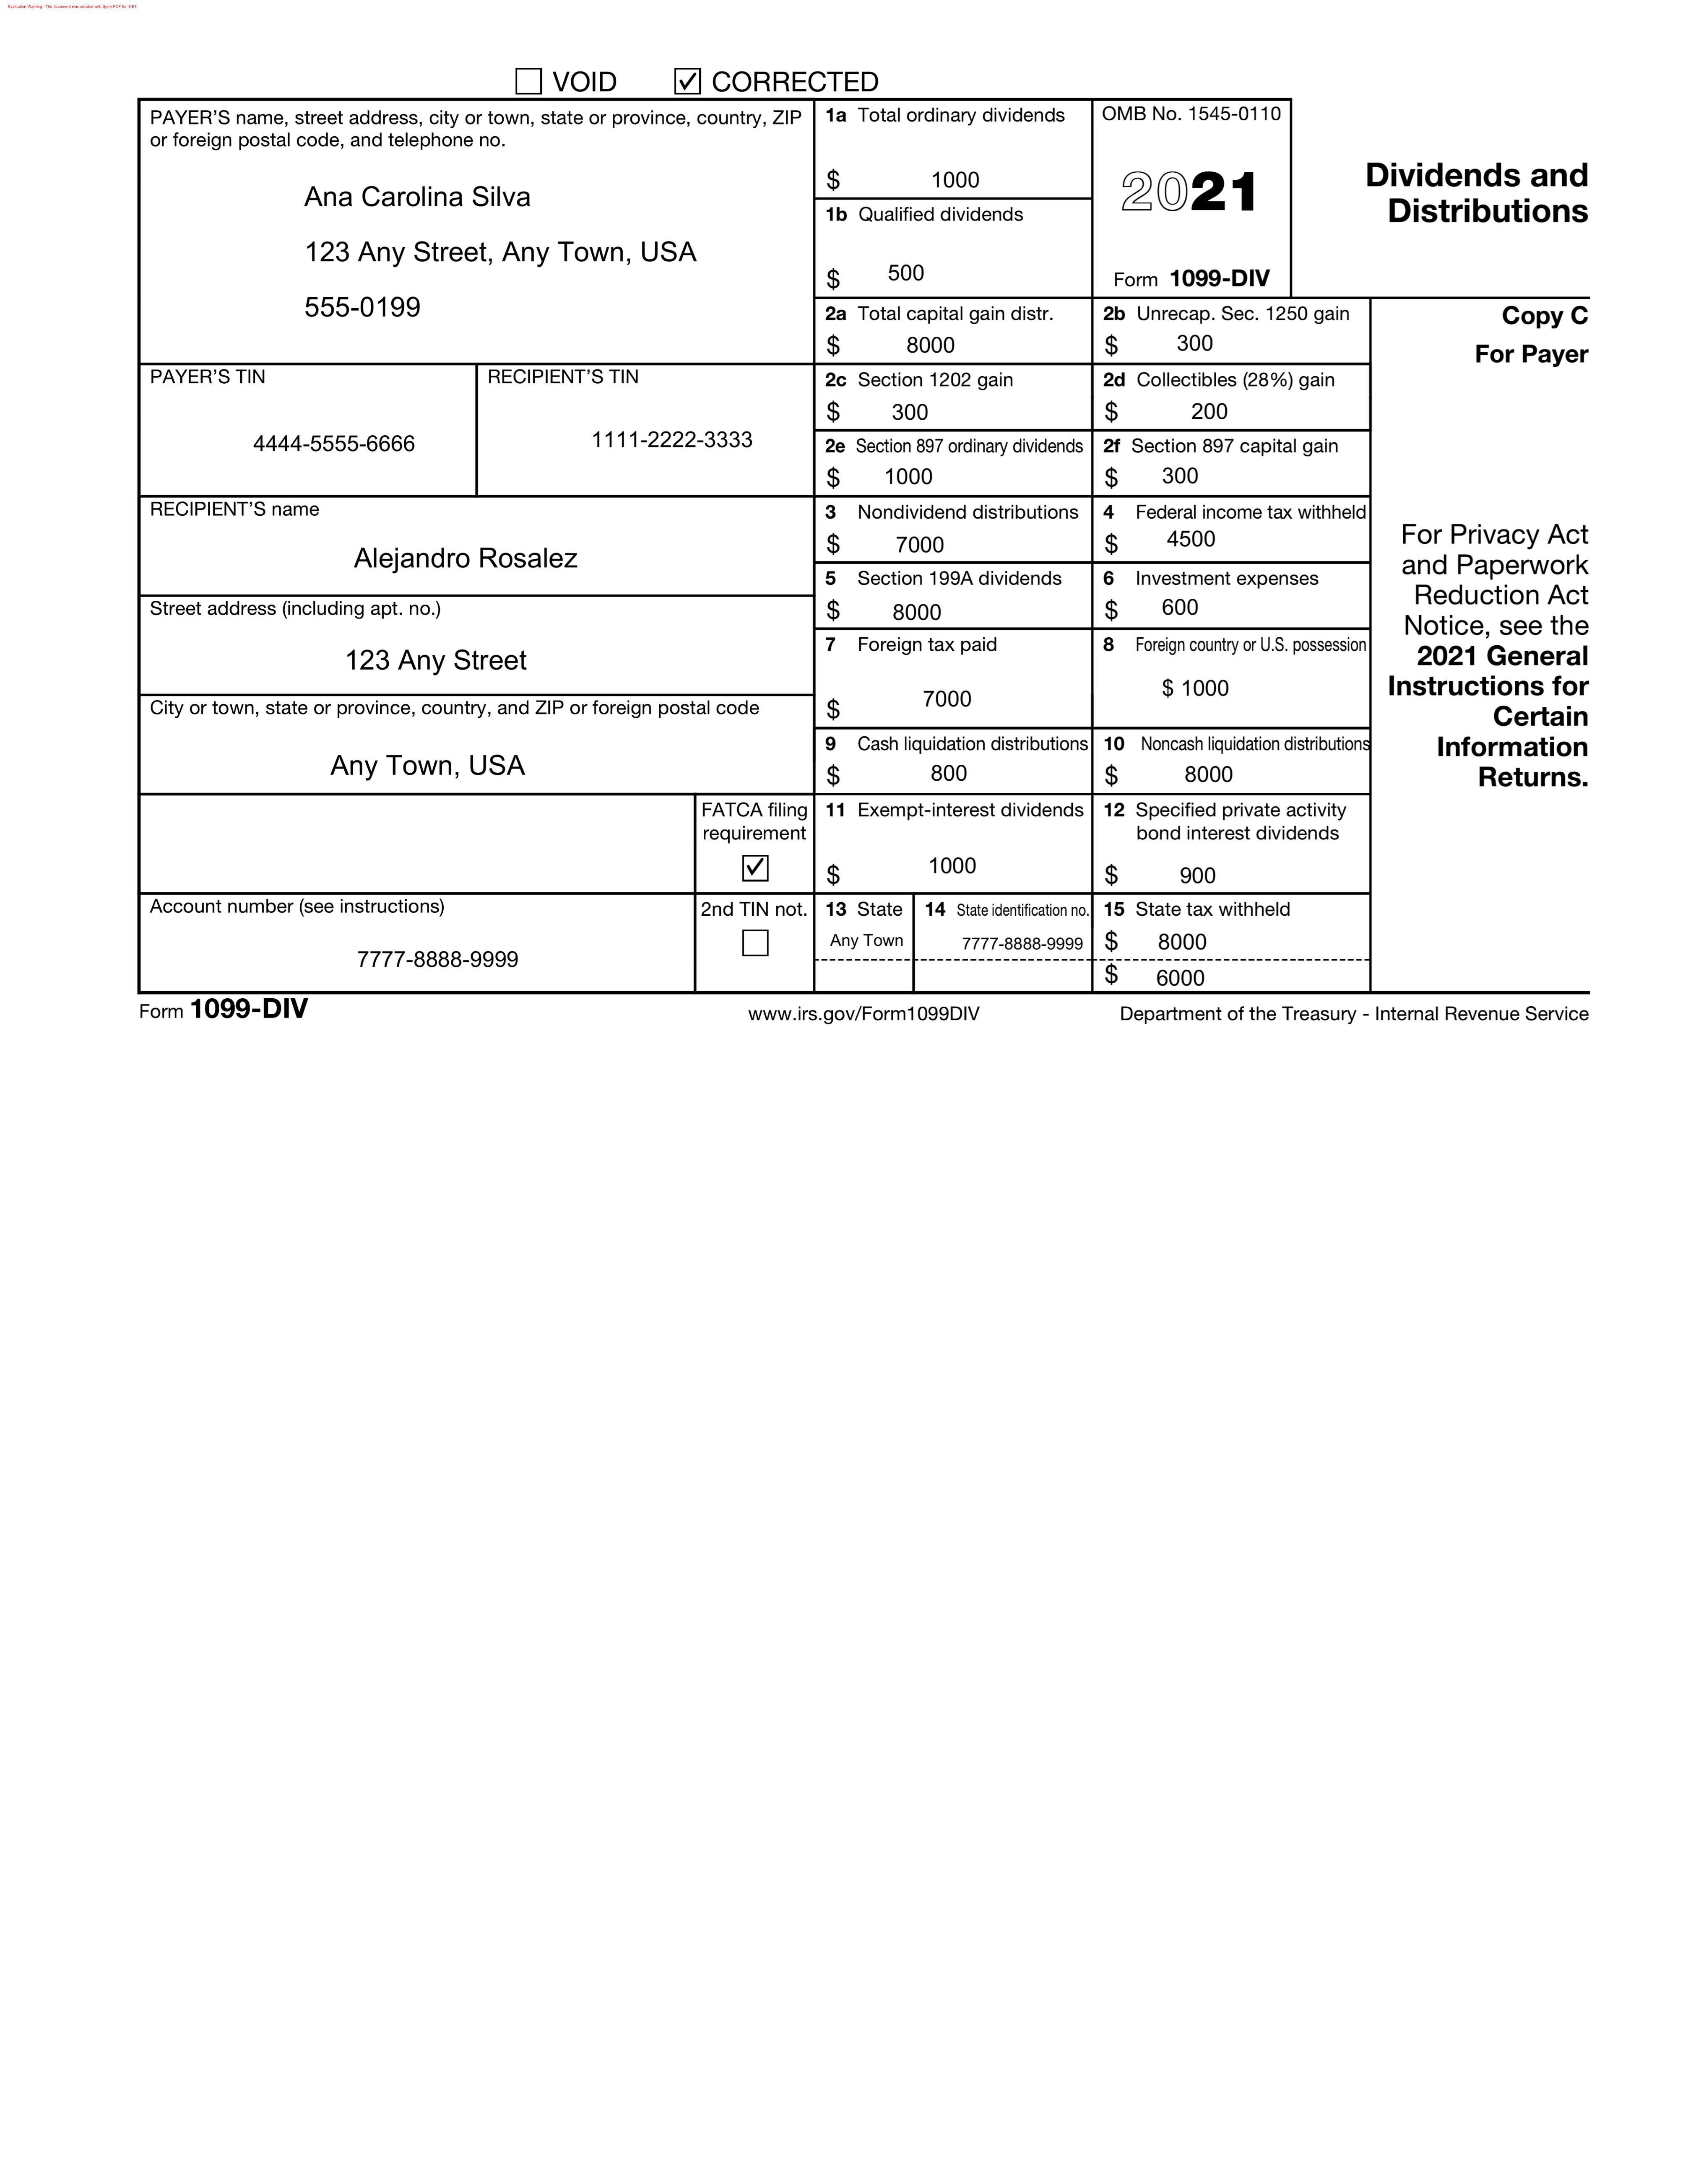 Evaluation Warning : The document was created with Spire.PDF for .NET.
VOID CORRECTED
PAYER'S name, street address, city or town, state or province, country, ZIP
or foreign postal code, and telephone no.
Ana Carolina Silva
123 Any Street, Any Town, USA
555-0199
1a Total ordinary dividends
$ 1000
1b Qualified dividends
$ 500
OMB No. 1545-0110
2021
Form 1099-DIV
Dividends and
Distributions
2a Total capital gain distr.
$ 8000
2b Unrecap. Sec. 1250 gain
$ 300
Copy C
For Payer
PAYER'S TIN
4444-5555-6666
RECIPIENT'S TIN
1111-2222-3333
2c Section 1202 gain
$ 300
2d Collectibles (28%) gain
$ 200
2e Section 897 ordinary dividends
$ 1000
2f Section 897 capital gain
$ 300
RECIPIENT'S name
Alejandro Rosalez
3 Nondividend distributions
$ 7000
4 Federal income tax withheld
$ 4500
5 Section 199A dividends
$ 8000
6 Investment expenses
$ 600
Street address (including apt. no.)
123 Any Street
7 Foreign tax paid
$ 7000
8 Foreign country or U.S. possession
$ 1000
City or town, state or province, country, and ZIP or foreign postal code
Any Town, USA
9 Cash liquidation distributions
$ 800
10 Noncash liquidation distributions
$ 8000
For Privacy Act
and Paperwork
Reduction Act
Notice, see the
2021 General
Instructions for
Certain
Information
Returns.
FATCA filing
requirement
11 Exempt-interest dividends
$ 1000
12 Specified private activity
bond interest dividends
$ 900
Account number (see instructions)
7777-8888-9999
2nd TIN not.
13 State
Any Town
14 State identification no.
7777-8888-9999
15 State tax withheld
$ 8000
$ 6000
Form 1099-DIV
www.irs.gov/Form1099DIV
Department of the Treasury - Internal Revenue Service